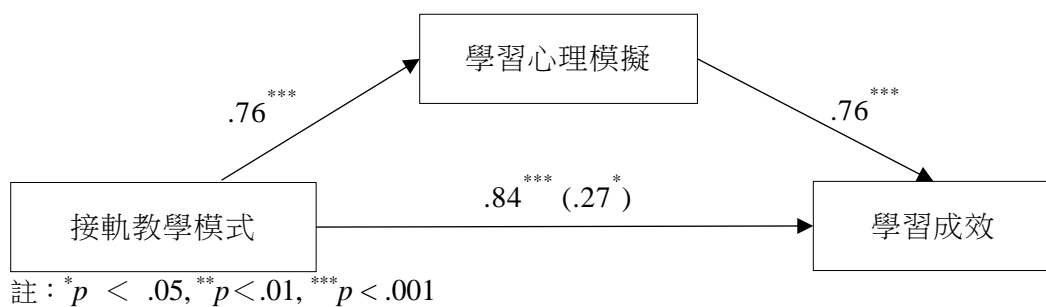 學習心理模擬
.76***
.76***
.84*** (.27*)
接軌教學模式
學習成效
註：*p < .05, **p<.01, ***p < .001